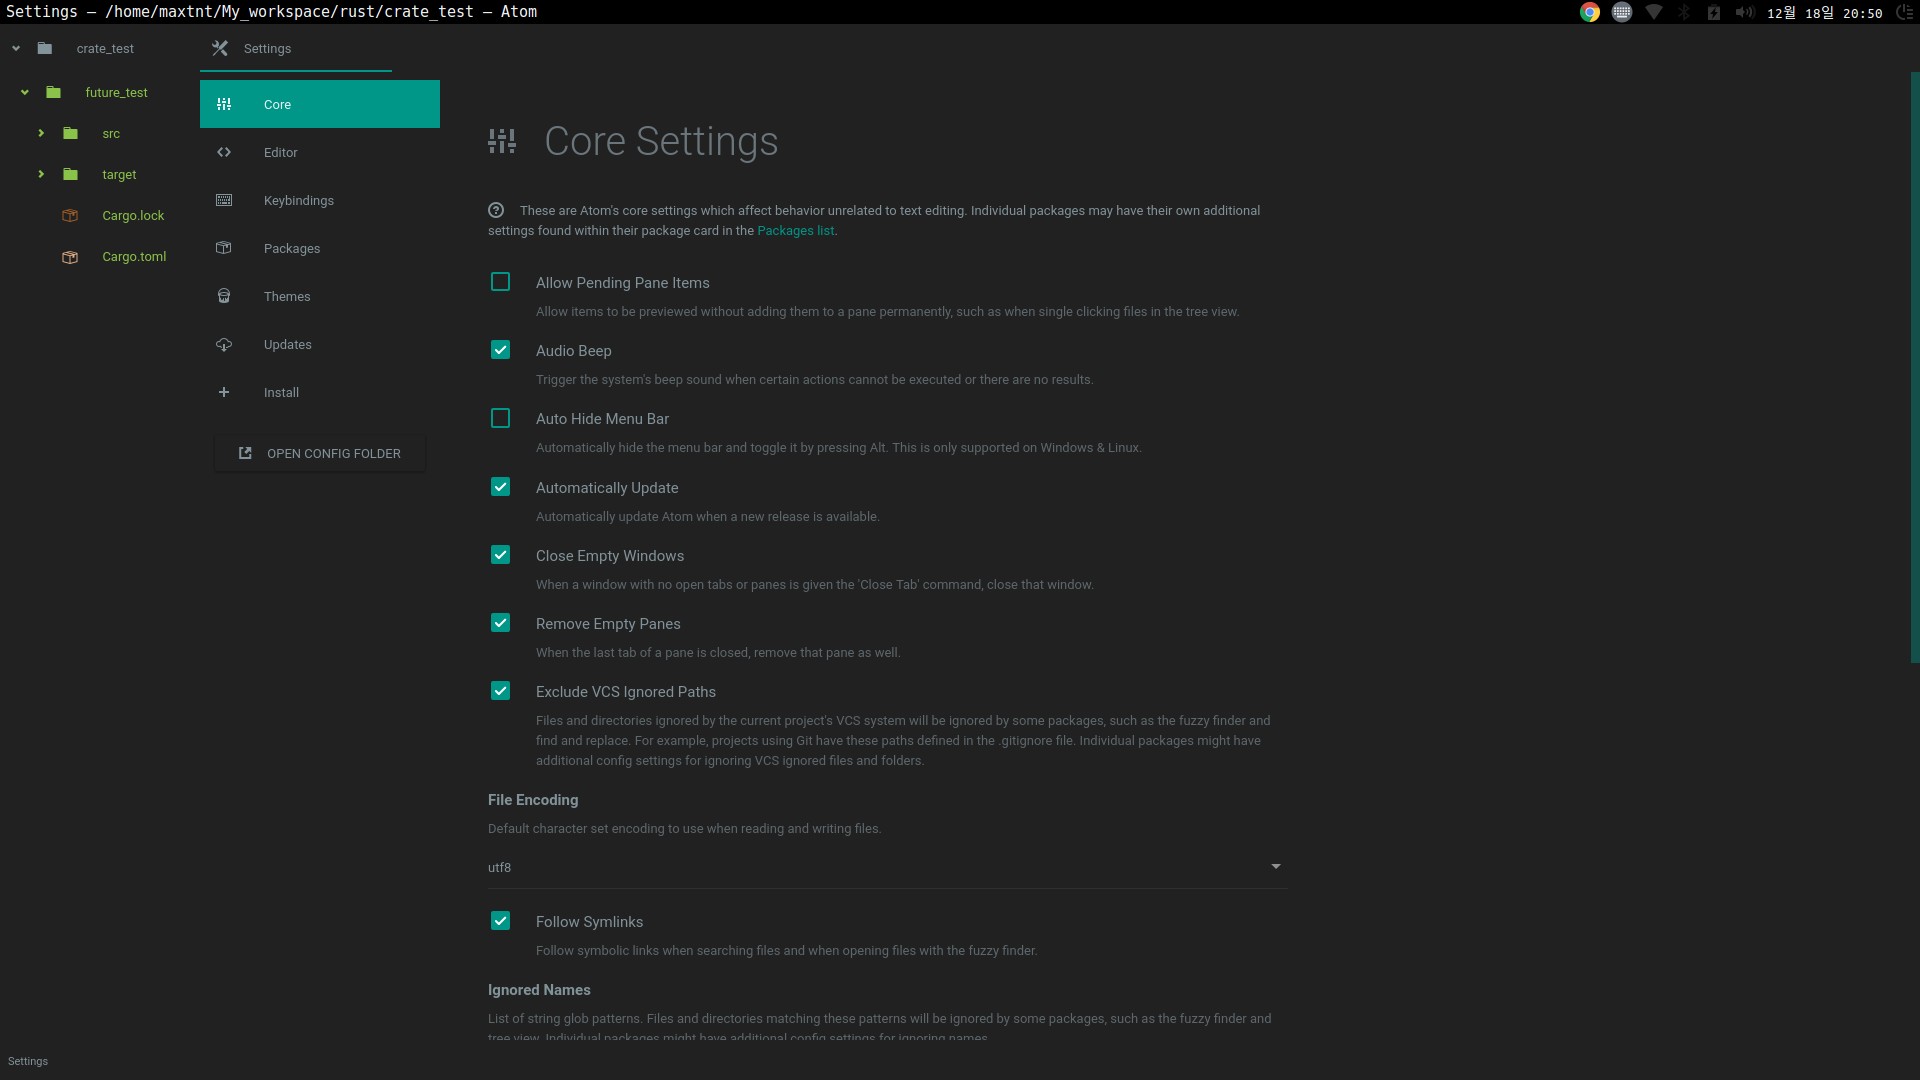 Settings — /home/maxtnt/My_workspace/rust/crate_test — Atom
12월 18일 20:50
crate_test
future_test
src
target
Cargo.lock
Cargo.toml
Settings
Core
Editor
Keybindings
Packages
Themes
Updates
Install
OPEN CONFIG FOLDER
Core Settings
These are Atom's core settings which affect behavior unrelated to text editing. Individual packages may have their own additional
settings found within their package card in the Packages list.
Allow Pending Pane Items
Allow items to be previewed without adding them to a pane permanently, such as when single clicking files in the tree view.
Audio Beep
Trigger the system's beep sound when certain actions cannot be executed or there are no results.
Auto Hide Menu Bar
Automatically hide the menu bar and toggle it by pressing Alt. This is only supported on Windows & Linux.
Automatically Update
Automatically update Atom when a new release is available.
Close Empty Windows
When a window with no open tabs or panes is given the 'Close Tab' command, close that window.
Remove Empty Panes
When the last tab of a pane is closed, remove that pane as well.
Exclude VCS Ignored Paths
Files and directories ignored by the current project's VCS system will be ignored by some packages, such as the fuzzy finder and
find and replace. For example, projects using Git have these paths defined in the .gitignore file. Individual packages might have
additional config settings for ignoring VCS ignored files and folders.
File Encoding
Default character set encoding to use when reading and writing files.
utf8
Follow Symlinks
Follow symbolic links when searching files and when opening files with the fuzzy finder.
Ignored Names
List of string glob patterns. Files and directories matching these patterns will be ignored by some packages, such as the fuzzy finder and
tree view. Individual packages might have additional config settings for ignoring names.
Settings